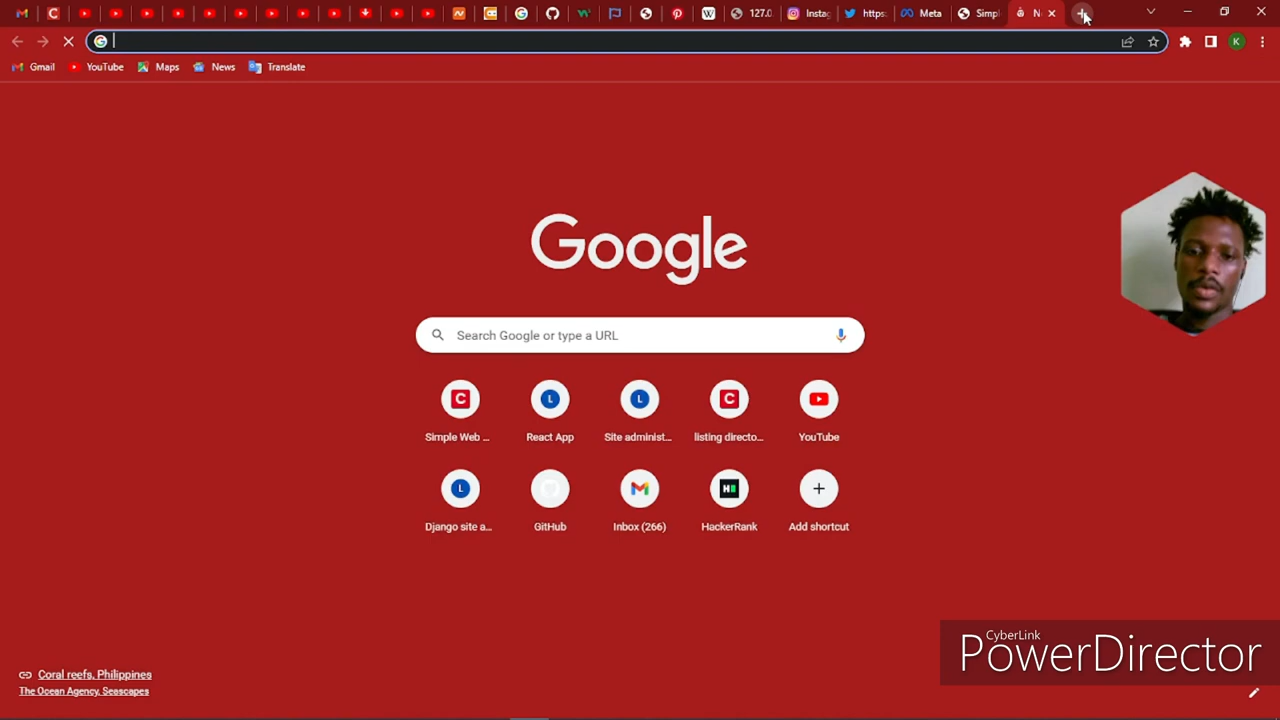 127.0
Instag
https:
Meta
Simpl
N
K
Gmail
YouTube
Maps
News
Translate
Google
Search Google or type a URL
Simple Web ...
React App
Site administ...
listing directo...
YouTube
Django site a...
GitHub
Inbox (266)
HackerRank
Add shortcut
CyberLink
PowerDirector
Coral reefs, Philippines
The Ocean Agency, Seascapes